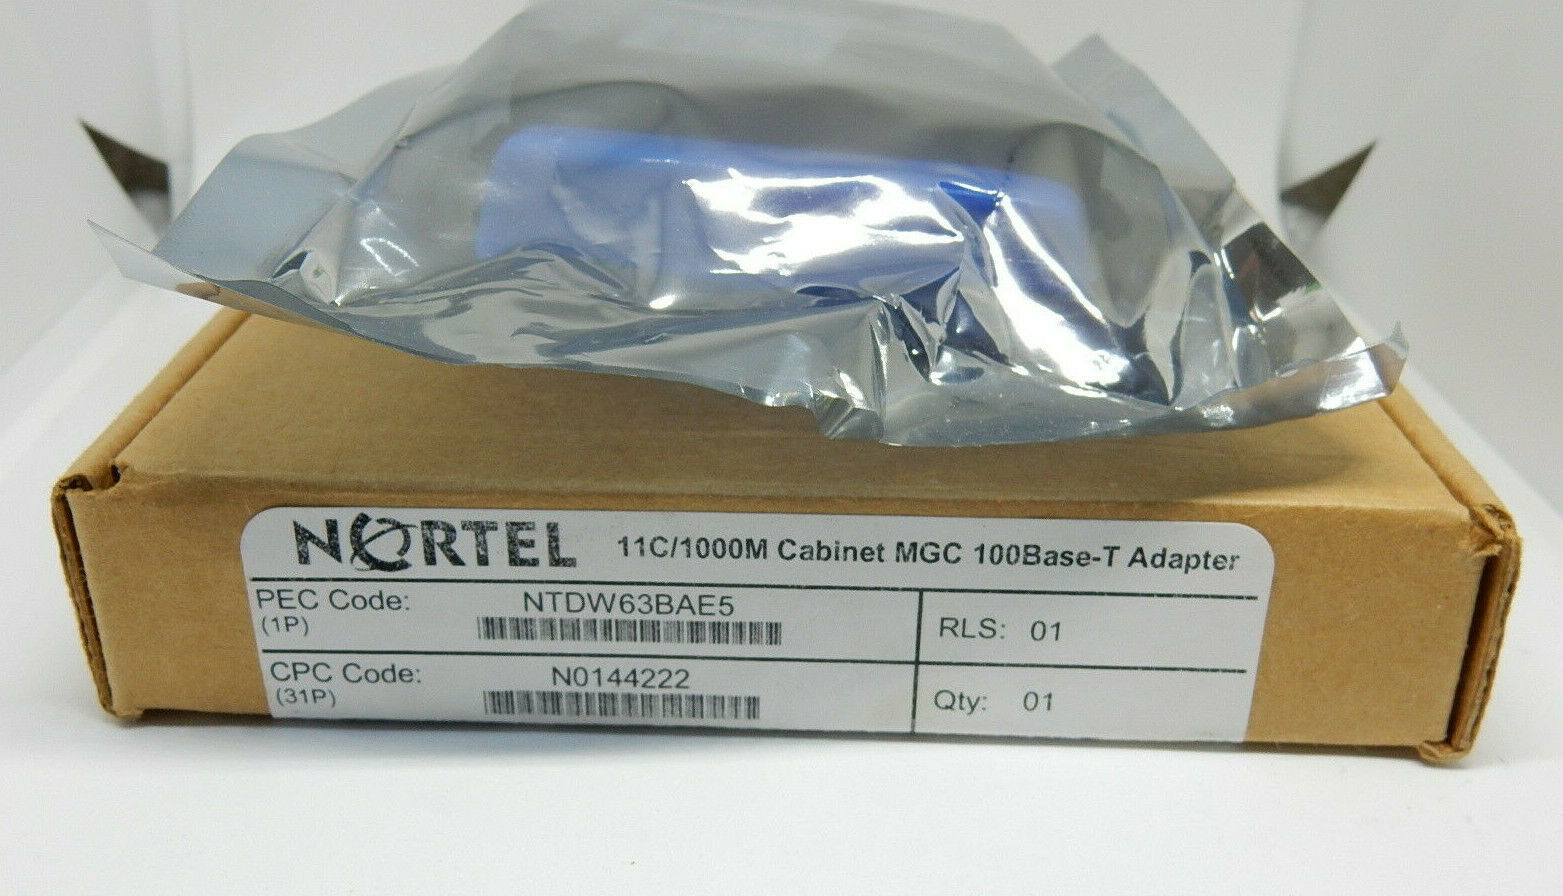 NORTEL 11C/1000M Cabinet MGC 100Base-T Adapter
PEC Code: NTDW63BAE5
(1P)
RLS: 01
CPC Code: N0144222
(31P)
Qty: 01